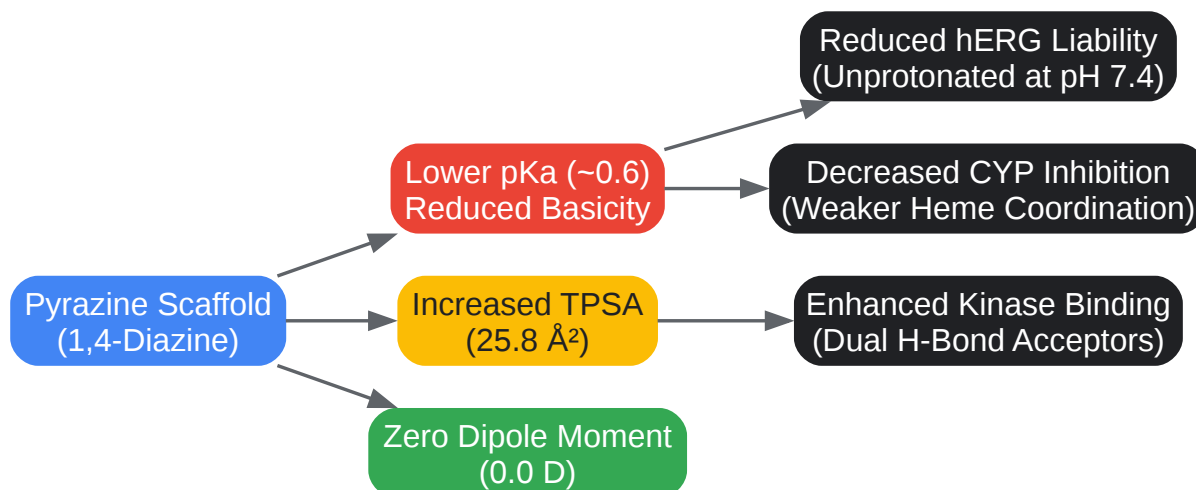 Pyrazine Scaffold
(1,4-Diazine)
Lower pKa (~0.6)
Reduced Basicity
Increased TPSA
(25.8 Å²)
Zero Dipole Moment
(0.0 D)
Reduced hERG Liability
(Unprotonated at pH 7.4)
Decreased CYP Inhibition
(Weaker Heme Coordination)
Enhanced Kinase Binding
(Dual H-Bond Acceptors)